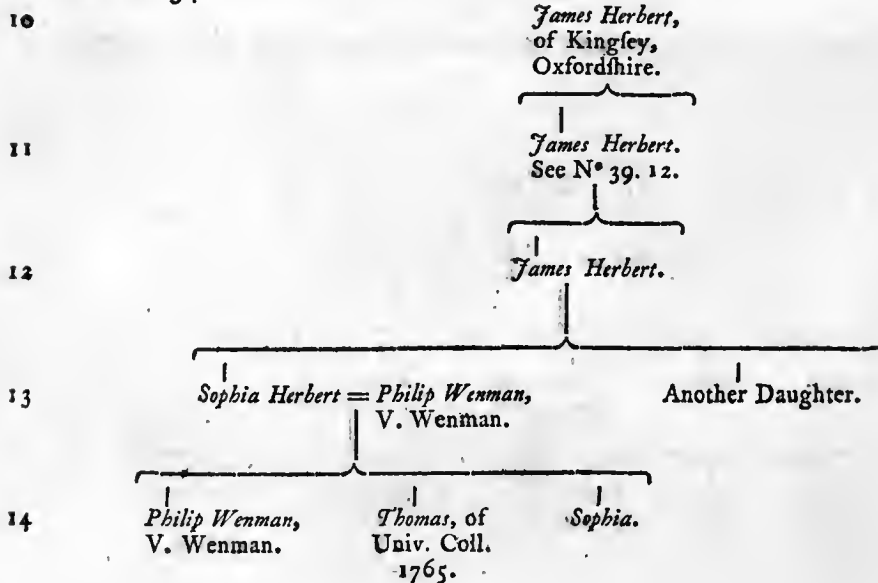 10 James Herbert,
of Kingſey,
Oxfordſhire.
11 James Herbert.
See Nº 39. 12.
12 James Herbert.
13 Sophia Herbert = Philip Wenman, Another Daughter.
V. Wenman.
14 Philip Wenman, Thomas, of Sophia.
V. Wenman. Univ. Coll.
1765.